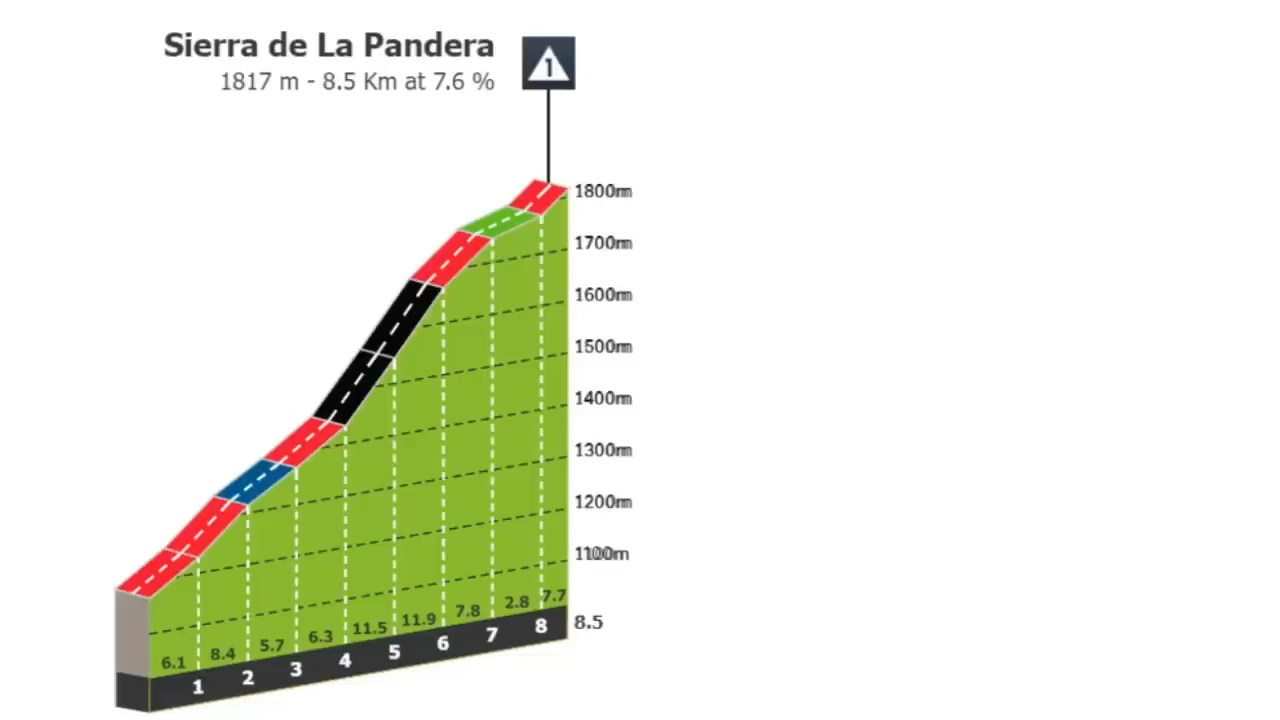 Sierra de La Pandera
1817 m - 8.5 Km at 7.6 %
1
1800m
1700m
1600m
1500m
1400m
1300m
1200m
1100m
6.1 8.4 5.7 6.3 11.5 11.9 7.8 2.8 7.7
1 2 3 4 5 6 7 8 8.5